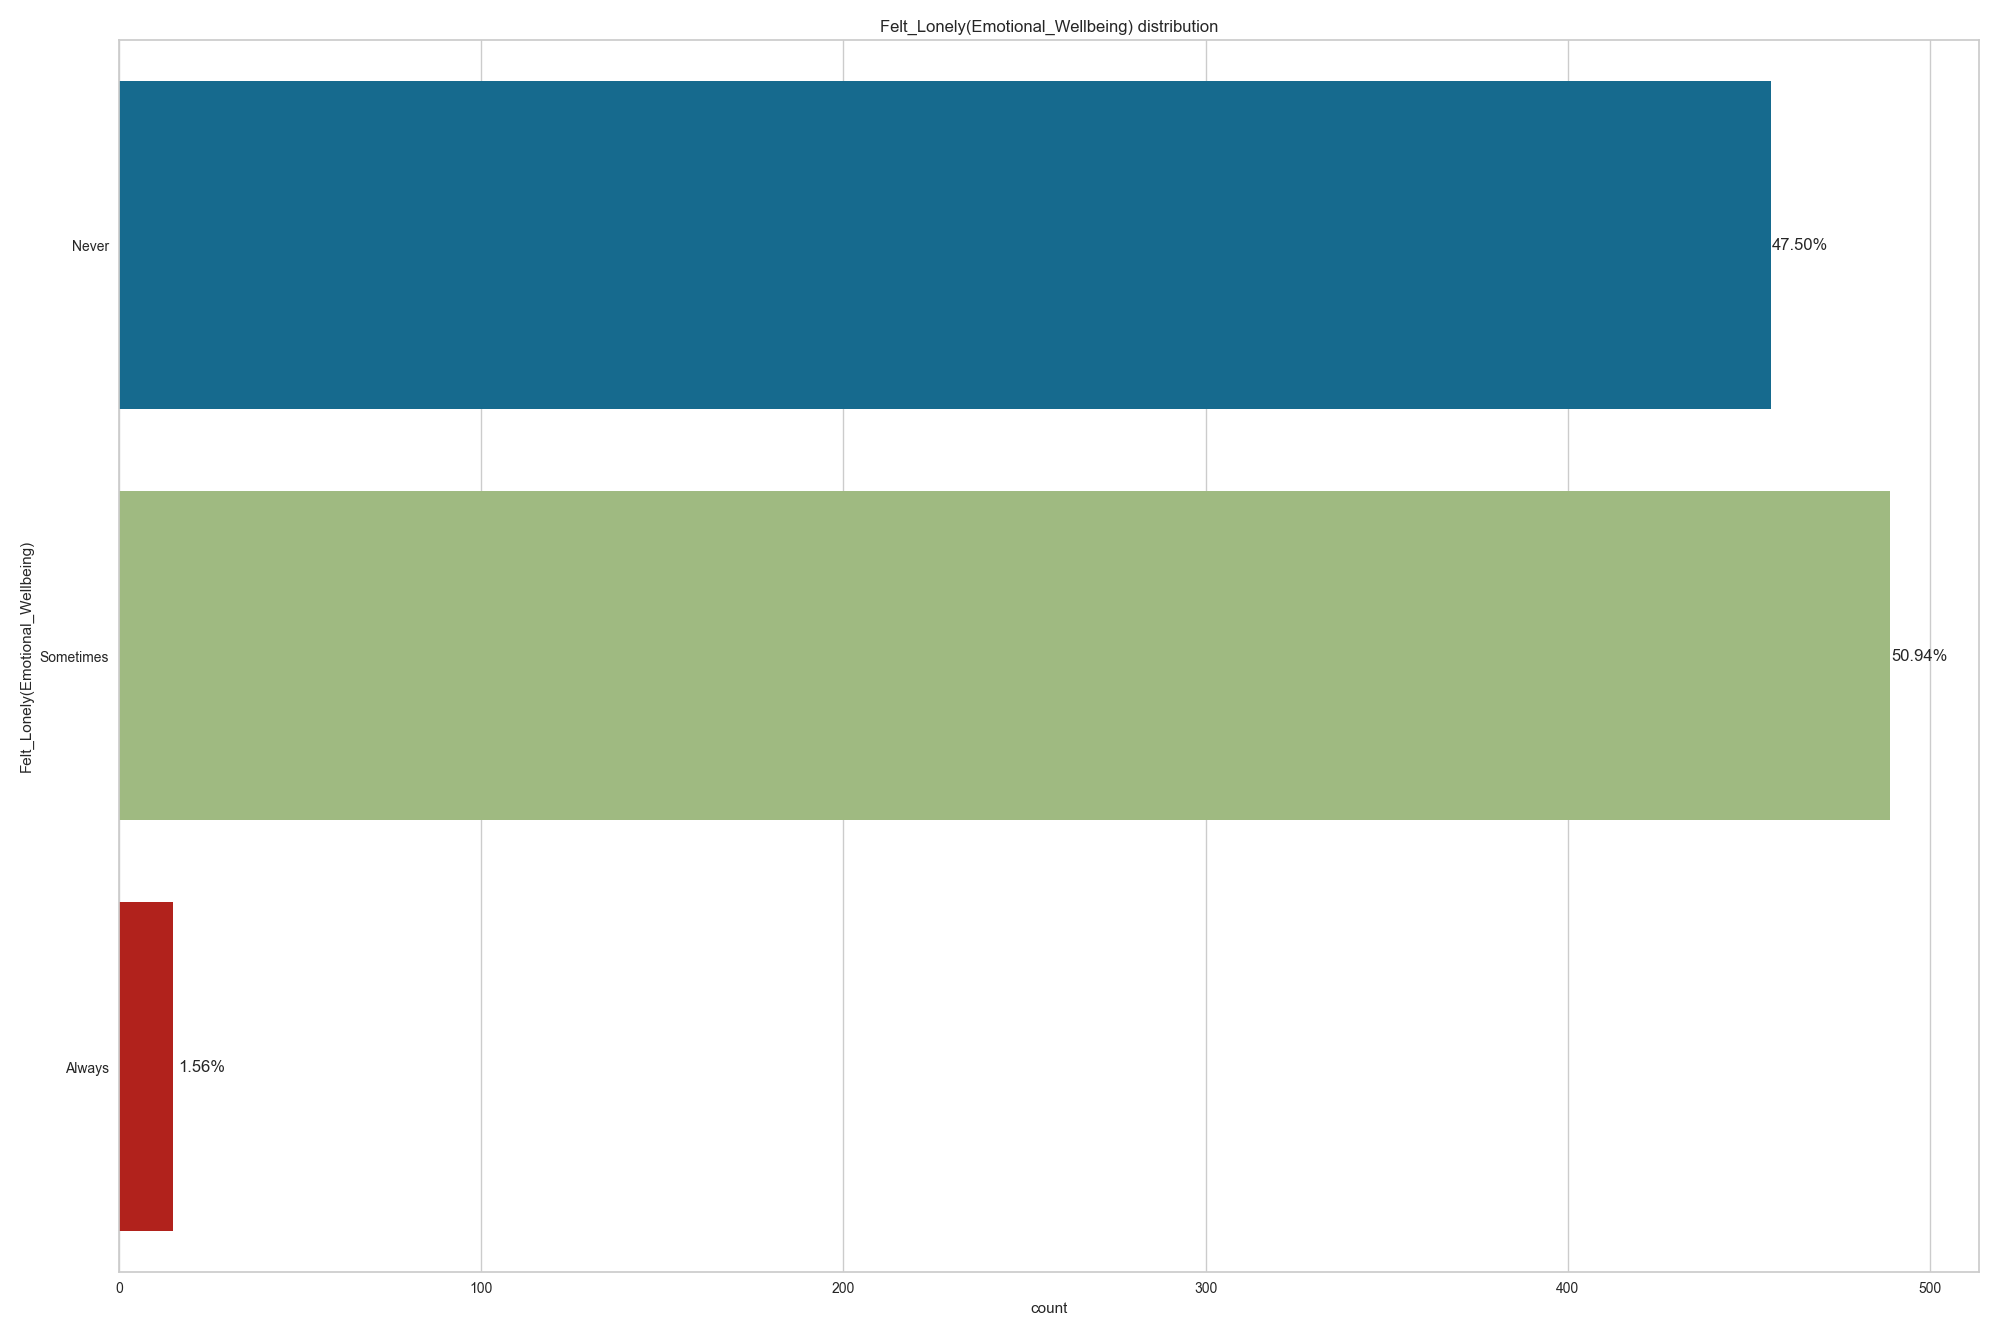 Felt_Lonely(Emotional_Wellbeing) distribution
Felt_Lonely(Emotional_Wellbeing)
Never
47.50%
Sometimes
50.94%
Always
1.56%
0 100 200 300 400 500
count